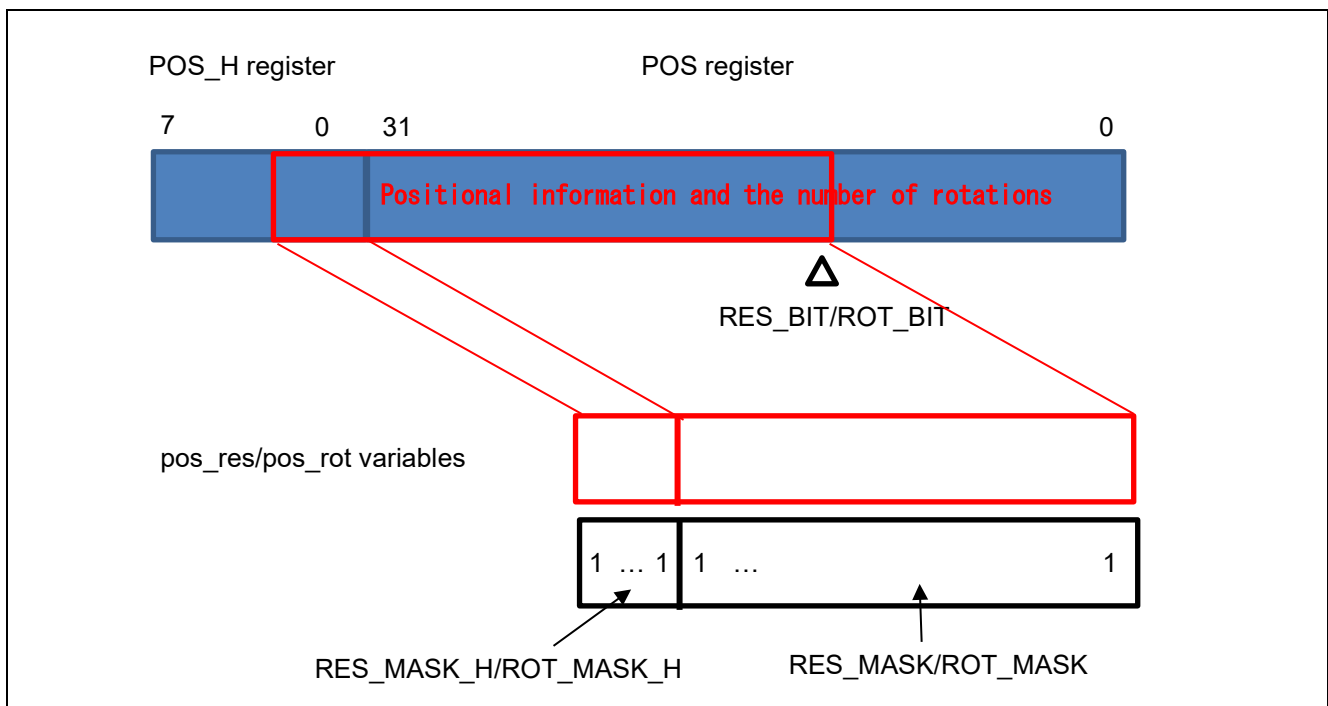 POS_H register POS register
7 0 31 0
Positional information and the number of rotations
RES_BIT/ROT_BIT
pos_res/pos_rot variables
1 … 1 1 … 1
RES_MASK_H/ROT_MASK_H RES_MASK/ROT_MASK